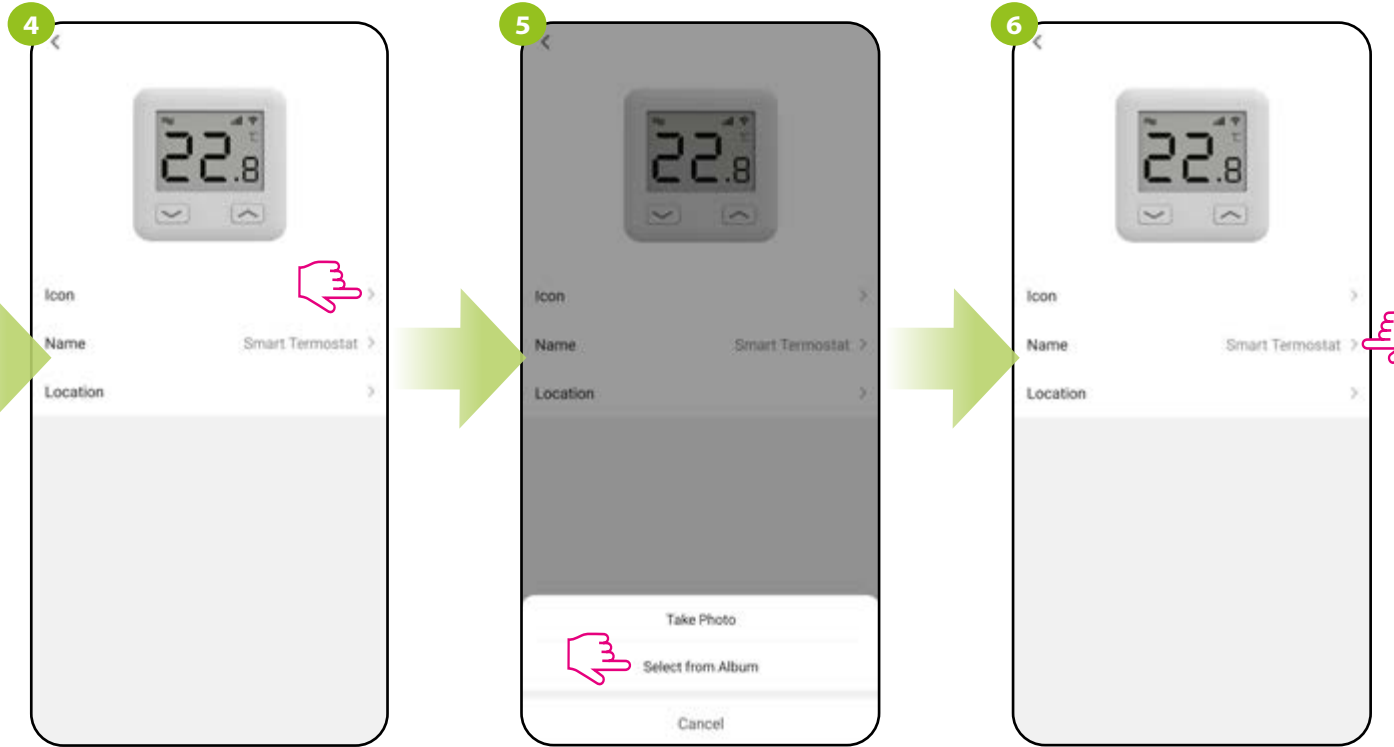 4
22.8
°C
Icon
Name Smart Termostat
Location
5
22.8
°C
Icon
Name Smart Termostat
Location
Take Photo
Select from Album
Cancel
6
22.8
°C
Icon
Name Smart Termostat
Location